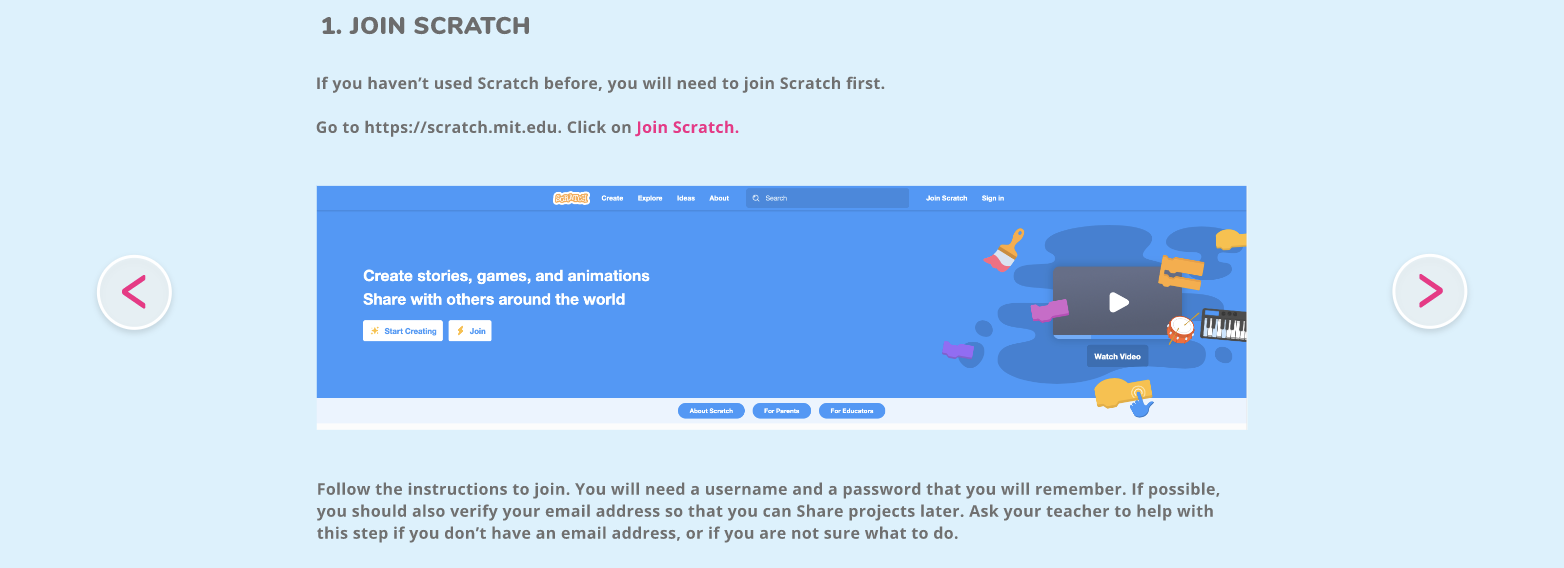 1. JOIN SCRATCH
If you haven’t used Scratch before, you will need to join Scratch first.
Go to https://scratch.mit.edu. Click on Join Scratch.
SCRATCH Create Explore Ideas About Search Join Scratch Sign in
Create stories, games, and animations
Share with others around the world
Start Creating Join
Watch Video
About Scratch For Parents For Educators
Follow the instructions to join. You will need a username and a password that you will remember. If possible,
you should also verify your email address so that you can Share projects later. Ask your teacher to help with
this step if you don’t have an email address, or if you are not sure what to do.